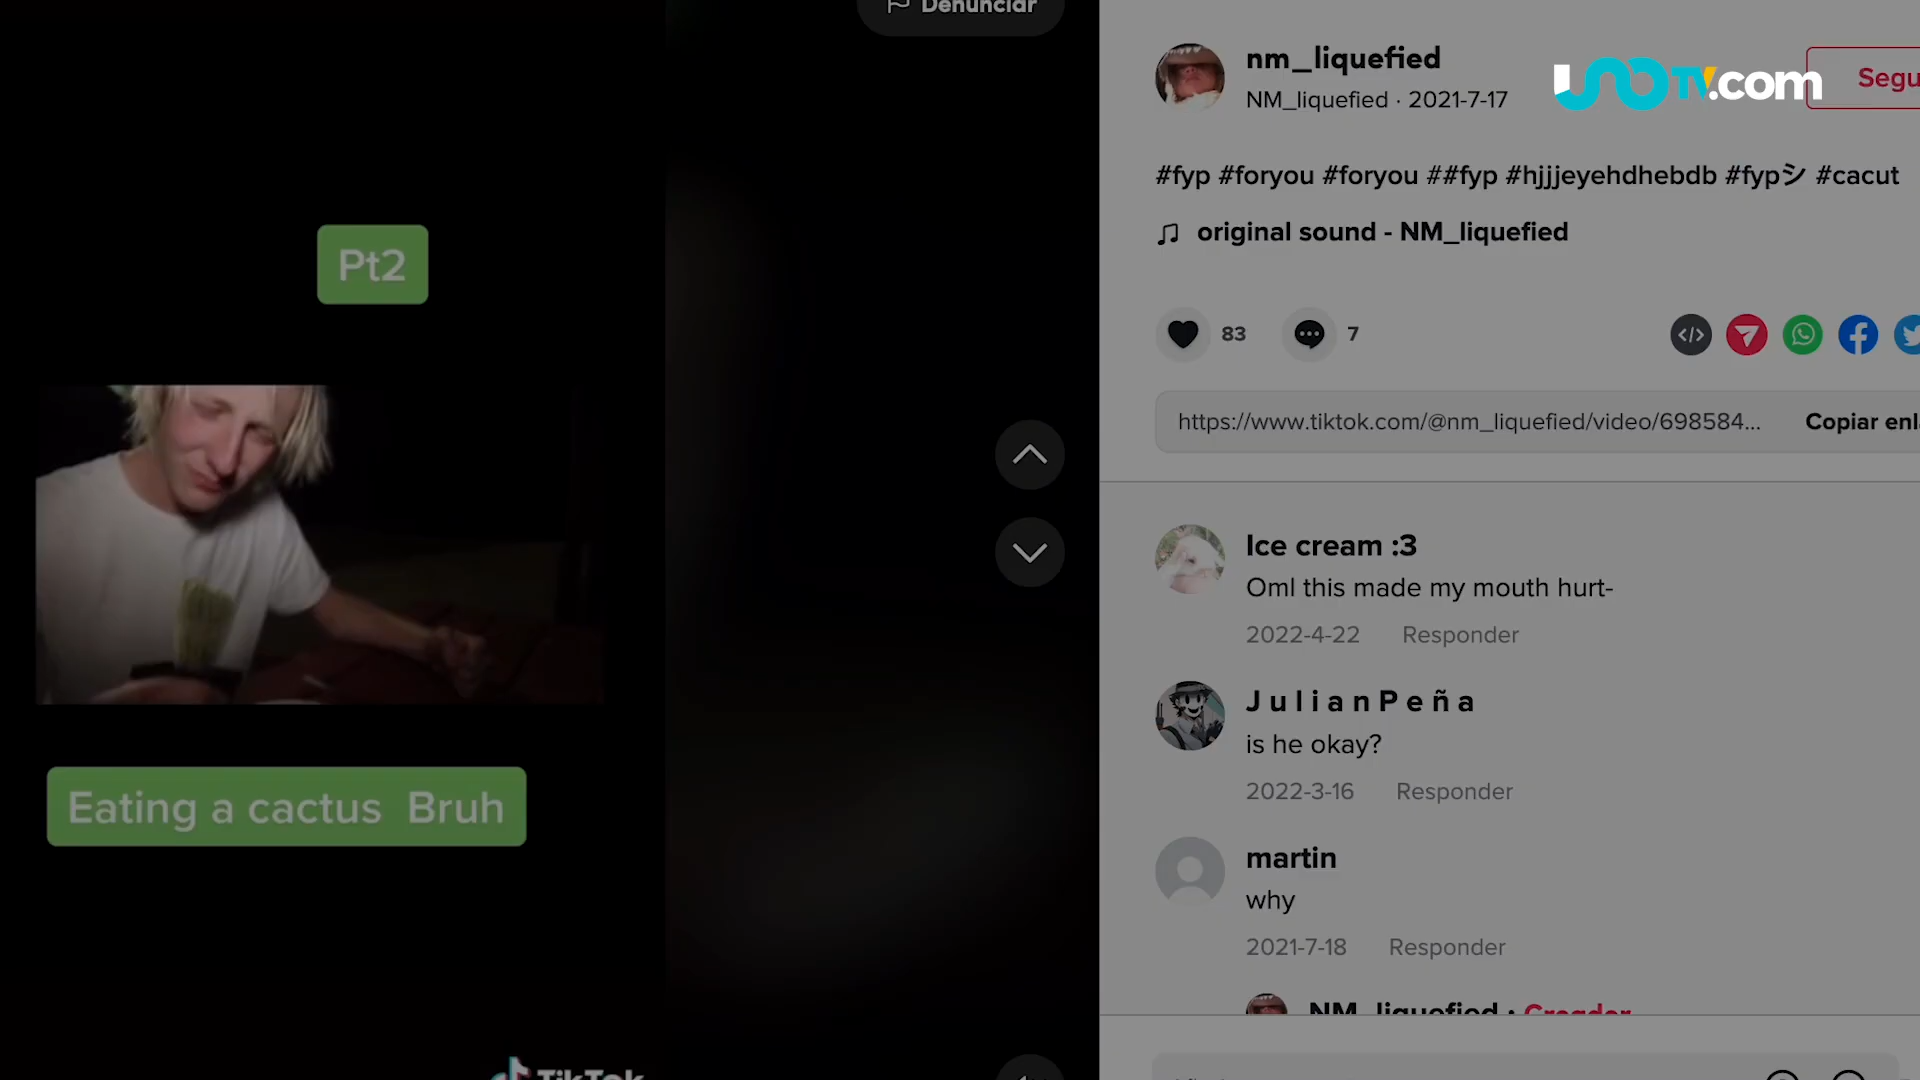 Denunciar
nm_liquefied
NM_liquefied · 2021-7-17
UNOTV.com
Segu
#fyp #foryou #foryou ##fyp #hjjjeyehdhebdb #fypシ #cacut
original sound - NM_liquefied
Pt2
83
7
https://www.tiktok.com/@nm_liquefied/video/698584...
Copiar enl
Ice cream :3
Oml this made my mouth hurt-
2022-4-22 Responder
J u l i a n P e ñ a
is he okay?
2022-3-16 Responder
Eating a cactus Bruh
martin
why
2021-7-18 Responder
NM_liquefied · Creador
TikTok